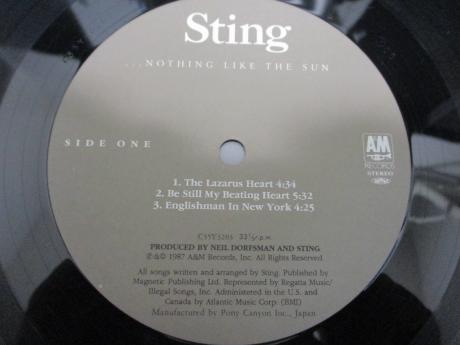 Sting
...NOTHING LIKE THE SUN
SIDE ONE
A&M
RECORDS
STEREO
1. The Lazarus Heart 4:34
2. Be Still My Beating Heart 5:32
3. Englishman In New York 4:25
C55Y3203 33⅓r.p.m.
PRODUCED BY NEIL DORFSMAN AND STING
℗&© 1987 A&M Records, Inc. All Rights Reserved.
All songs written and arranged by Sting. Published by
Magnetic Publishing Ltd. Represented by Regatta Music/
Illegal Songs, Inc. Administered in the U.S. and
Canada by Atlantic Music Corp. (BMI)
Manufactured by Pony Canyon Inc., Japan